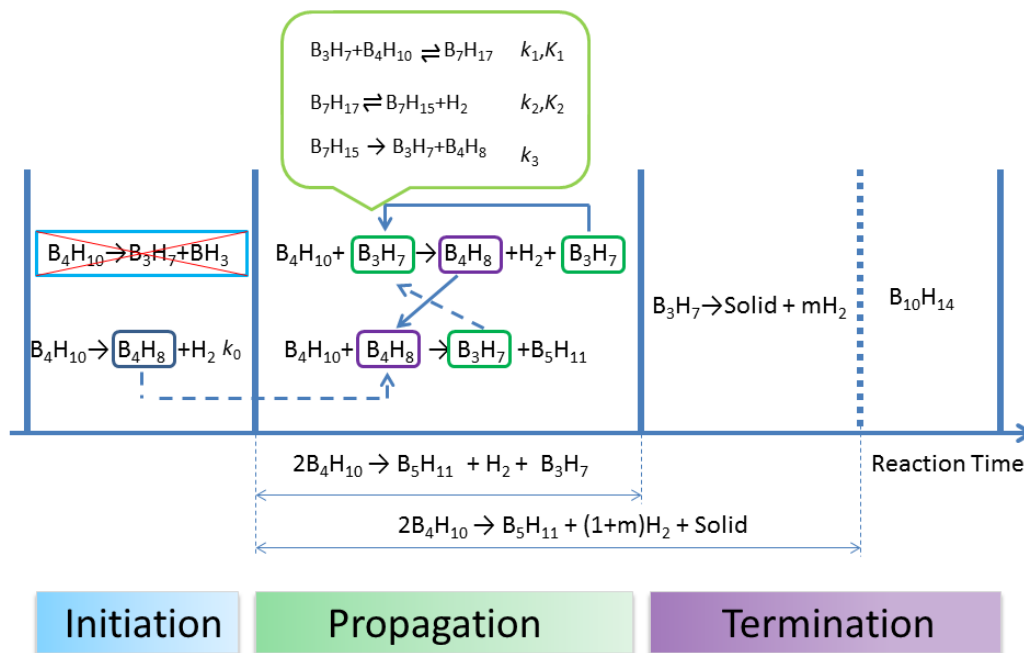 B₃H₇+B₄H₁₀ ⇌ B₇H₁₇ k₁,K₁
B₇H₁₇⇌B₇H₁₅+H₂ k₂,K₂
B₇H₁₅ → B₃H₇+B₄H₈ k₃
B₄H₁₀→B₃H₇+BH₃
B₄H₁₀→B₄H₈+H₂ k₀
B₄H₁₀+ B₃H₇ → B₄H₈ +H₂+ B₃H₇
B₄H₁₀+ B₄H₈ → B₃H₇ +B₅H₁₁
B₃H₇→Solid + mH₂
B₁₀H₁₄
2B₄H₁₀ → B₅H₁₁ + H₂ + B₃H₇
Reaction Time
2B₄H₁₀ → B₅H₁₁ + (1+m)H₂ + Solid
Initiation
Propagation
Termination